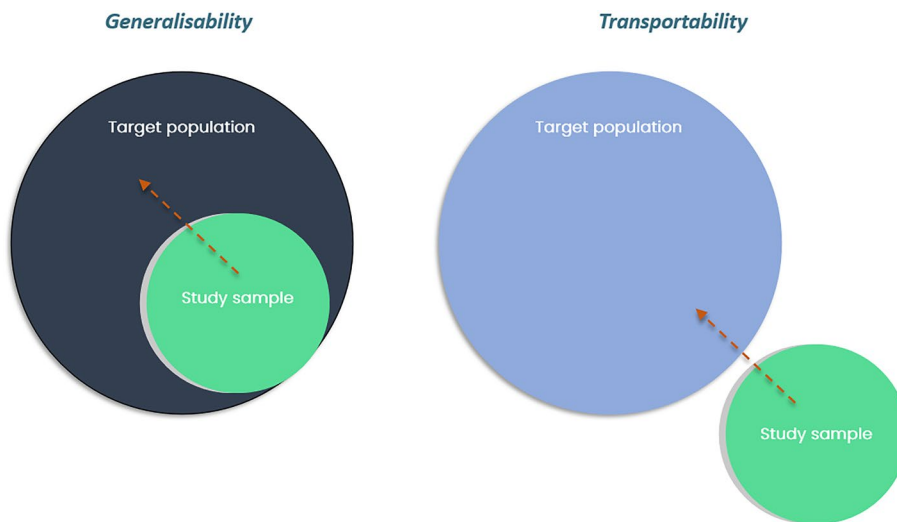 Generalisability
Transportability
Target population
Target population
Study sample
Study sample